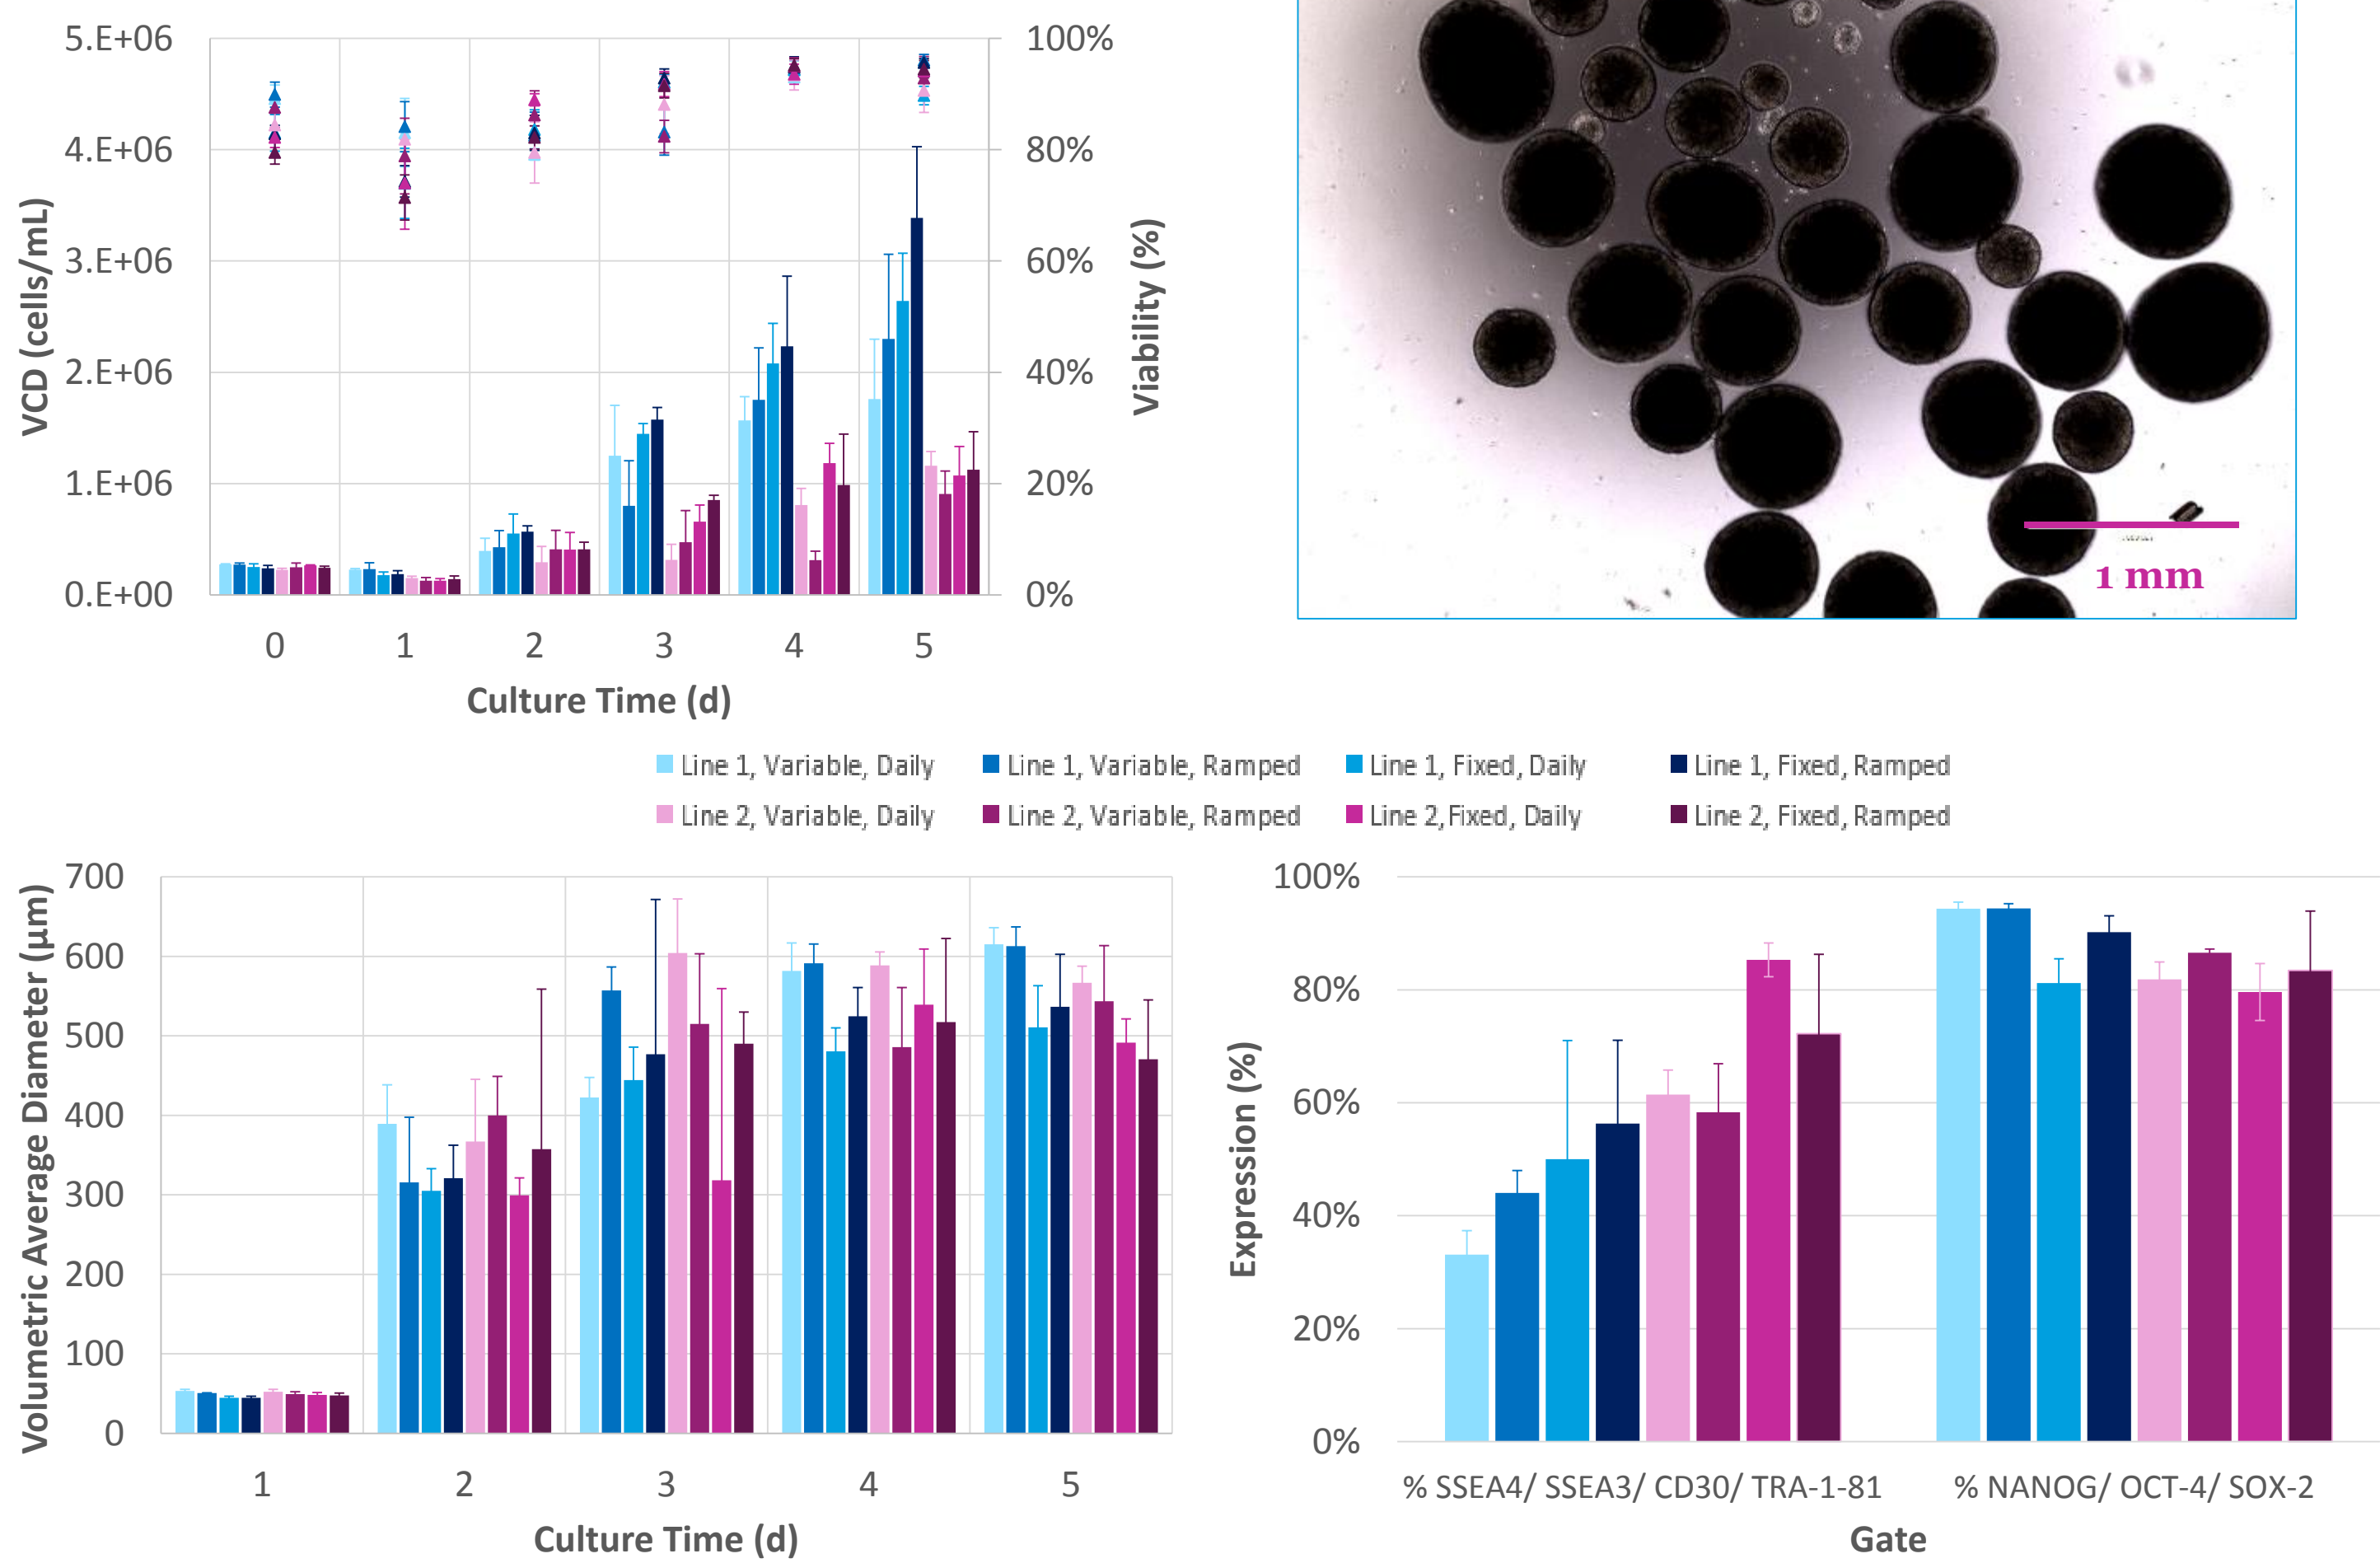 5.E+06
4.E+06
3.E+06
2.E+06
1.E+06
0.E+00
VCD (cells/mL)
100%
80%
60%
40%
20%
0%
Viability (%)
0 1 2 3 4 5
Culture Time (d)
1 mm
Line 1, Variable, Daily
Line 1, Variable, Ramped
Line 1, Fixed, Daily
Line 1, Fixed, Ramped
Line 2, Variable, Daily
Line 2, Variable, Ramped
Line 2,Fixed, Daily
Line 2, Fixed, Ramped
700
600
500
400
300
200
100
0
Volumetric Average Diameter (µm)
1 2 3 4 5
Culture Time (d)
100%
80%
60%
40%
20%
0%
Expression (%)
% SSEA4/ SSEA3/ CD30/ TRA-1-81
% NANOG/ OCT-4/ SOX-2
Gate